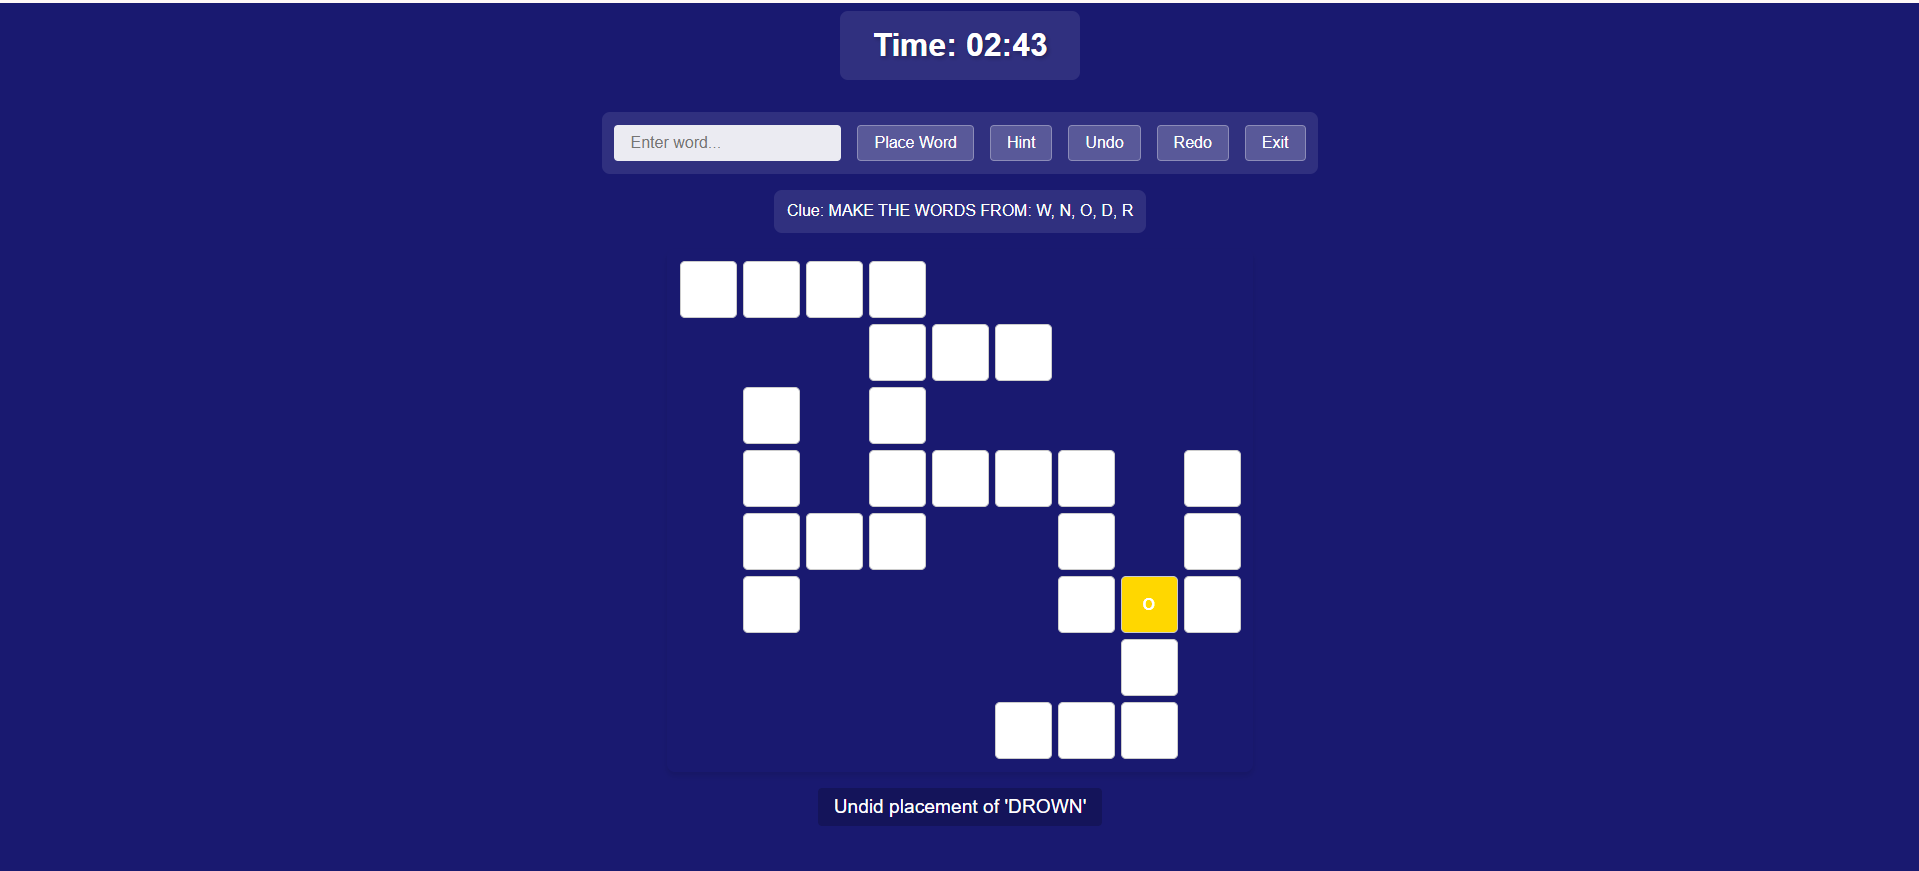 Time: 02:43
Enter word...
Place Word
Hint
Undo
Redo
Exit
Clue: MAKE THE WORDS FROM: W, N, O, D, R
O
Undid placement of 'DROWN'